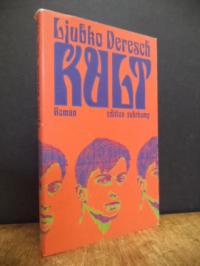 Ljubko Deresch
KULT
Roman edition suhrkamp